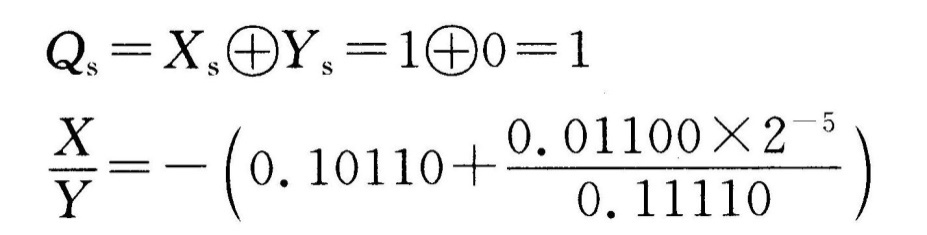 Qₛ = Xₛ⊕Yₛ = 1⊕0 = 1
X/Y = −(0.10110 + (0.01100×2⁻⁵)/0.11110)